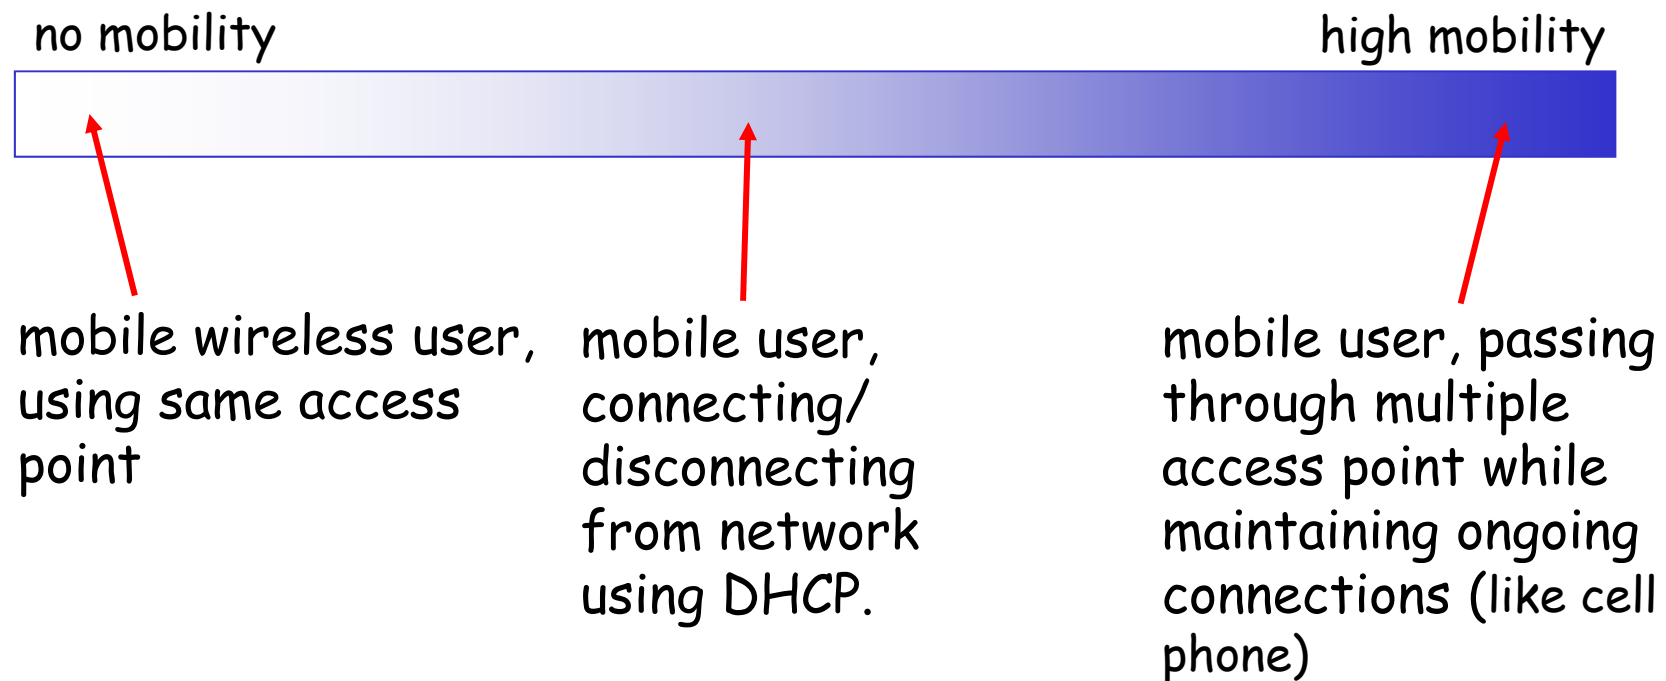 no mobility
high mobility
mobile wireless user,
using same access
point
mobile user,
connecting/
disconnecting
from network
using DHCP.
mobile user, passing
through multiple
access point while
maintaining ongoing
connections (like cell
phone)